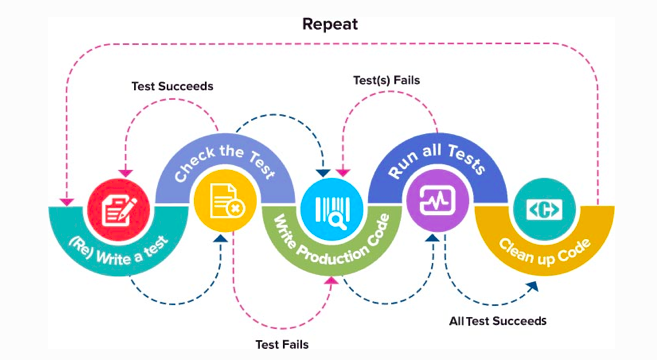 Repeat
Test Succeeds
Test(s) Fails
Check the Test
Run all Tests
(Re) Write a test
Write Production Code
Clean up Code
<C>
All Test Succeeds
Test Fails